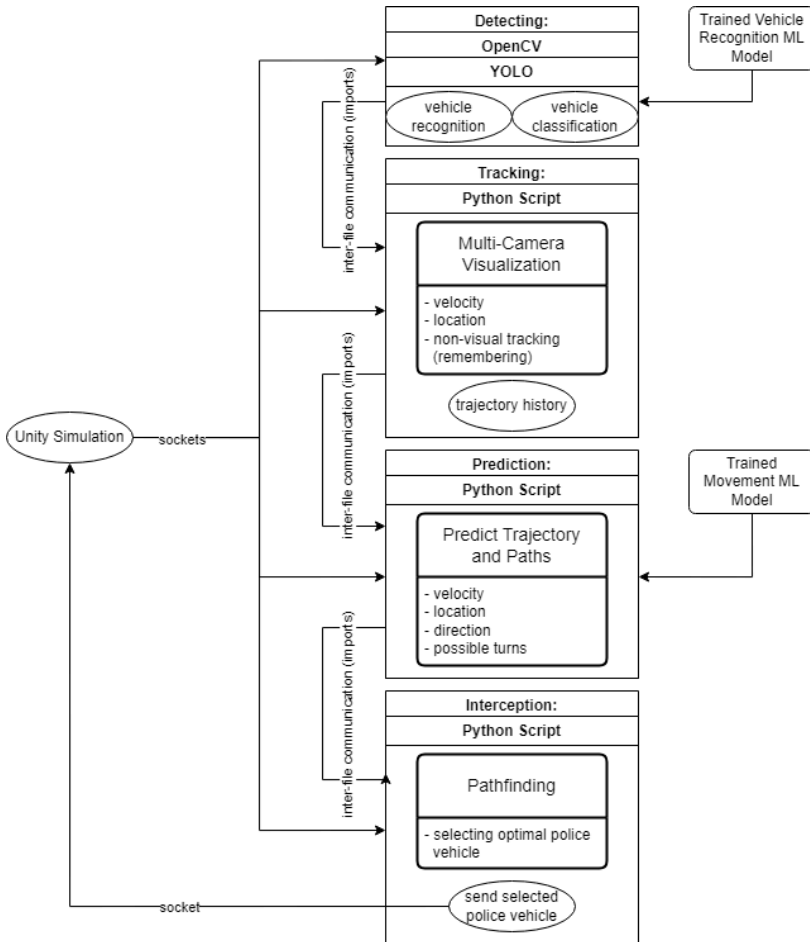 Detecting:
OpenCV
YOLO
vehicle
recognition
vehicle
classification
Trained Vehicle
Recognition ML
Model
inter-file communication (imports)
Tracking:
Python Script
Multi-Camera
Visualization
- velocity
- location
- non-visual tracking
(remembering)
trajectory history
inter-file communication (imports)
Unity Simulation
sockets
Prediction:
Python Script
Predict Trajectory
and Paths
- velocity
- location
- direction
- possible turns
Trained
Movement ML
Model
inter-file communication (imports)
Interception:
Python Script
Pathfinding
- selecting optimal police
vehicle
send selected
police vehicle
socket